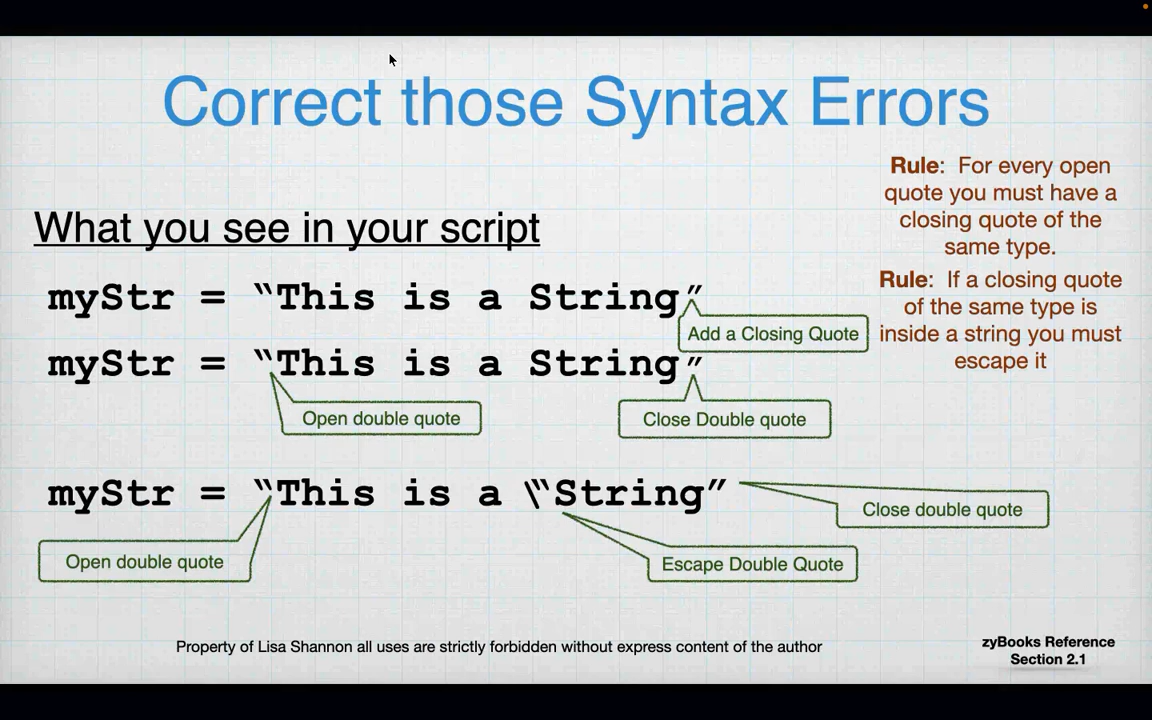 Correct those Syntax Errors
Rule:  For every open
quote you must have a
closing quote of the
same type.
Rule:  If a closing quote
of the same type is
inside a string you must
escape it
What you see in your script
myStr = “This is a String”
Add a Closing Quote
myStr = “This is a String”
Open double quote
Close Double quote
myStr = “This is a \“String”
Close double quote
Open double quote
Escape Double Quote
Property of Lisa Shannon all uses are strictly forbidden without express content of the author
zyBooks Reference
Section 2.1